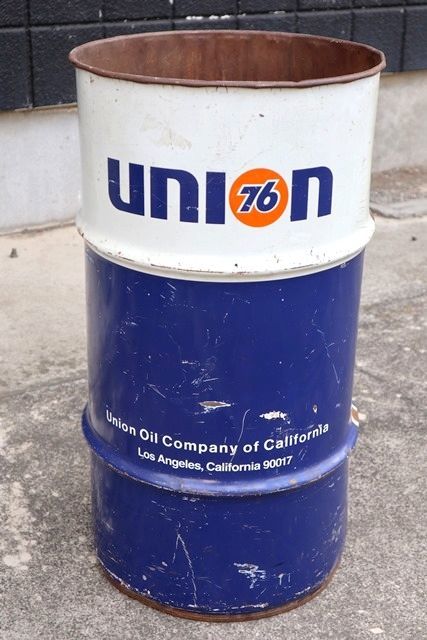 union
76
Union Oil Company of California
Los Angeles, California 90017